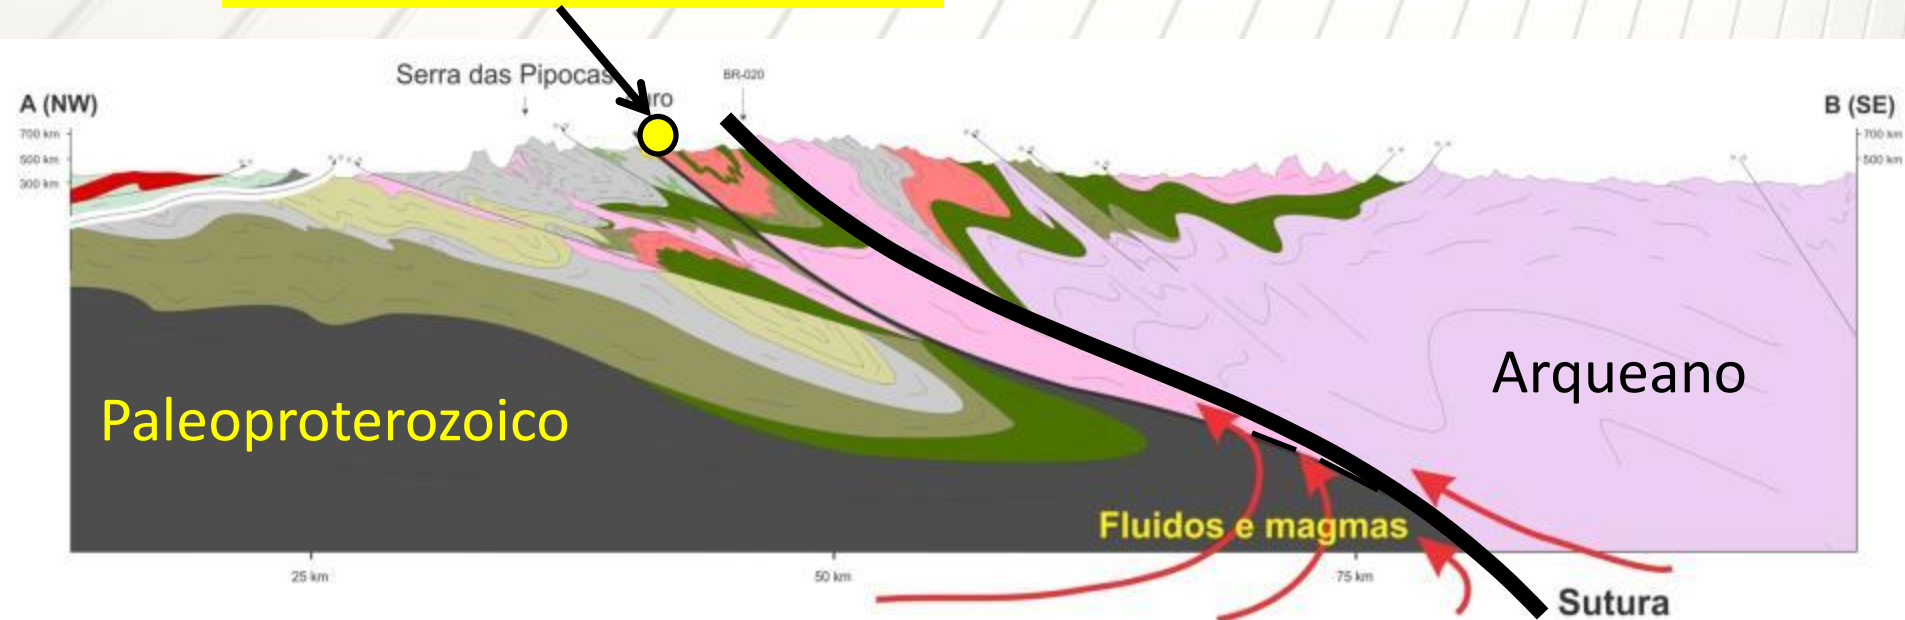 Serra das Pipocas
BR-020
A (NW)
B (SE)
700 km
500 km
300 km
700 km
500 km
Arqueano
Paleoproterozoico
Fluidos e magmas
25 km
50 km
75 km
Sutura